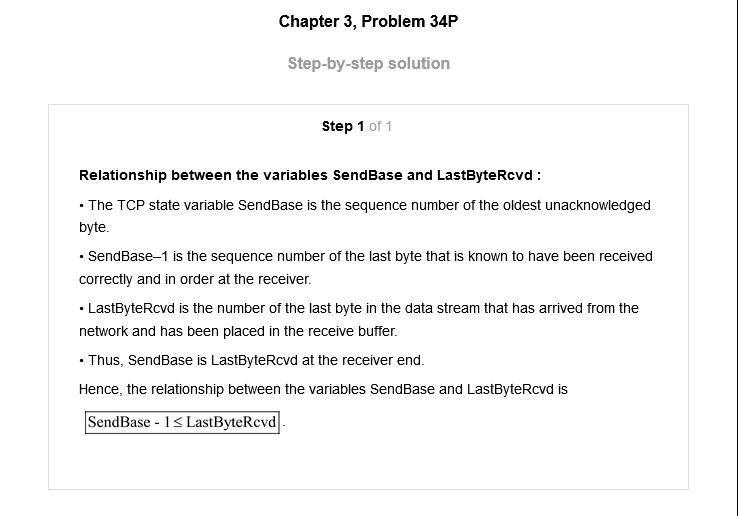 Chapter 3, Problem 34P
Step-by-step solution
Step 1 of 1
Relationship between the variables SendBase and LastByteRcvd :
• The TCP state variable SendBase is the sequence number of the oldest unacknowledged
byte.
• SendBase–1 is the sequence number of the last byte that is known to have been received
correctly and in order at the receiver.
• LastByteRcvd is the number of the last byte in the data stream that has arrived from the
network and has been placed in the receive buffer.
• Thus, SendBase is LastByteRcvd at the receiver end.
Hence, the relationship between the variables SendBase and LastByteRcvd is
SendBase - 1 ≤ LastByteRcvd .